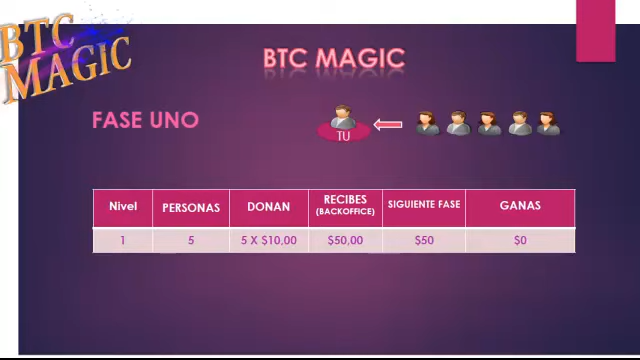 BTC
MAGIC
BTC MAGIC
FASE UNO
TU
Nivel PERSONAS DONAN RECIBES (BACKOFFICE) SIGUIENTE FASE GANAS
1 5 5 X $10,00 $50,00 $50 $0